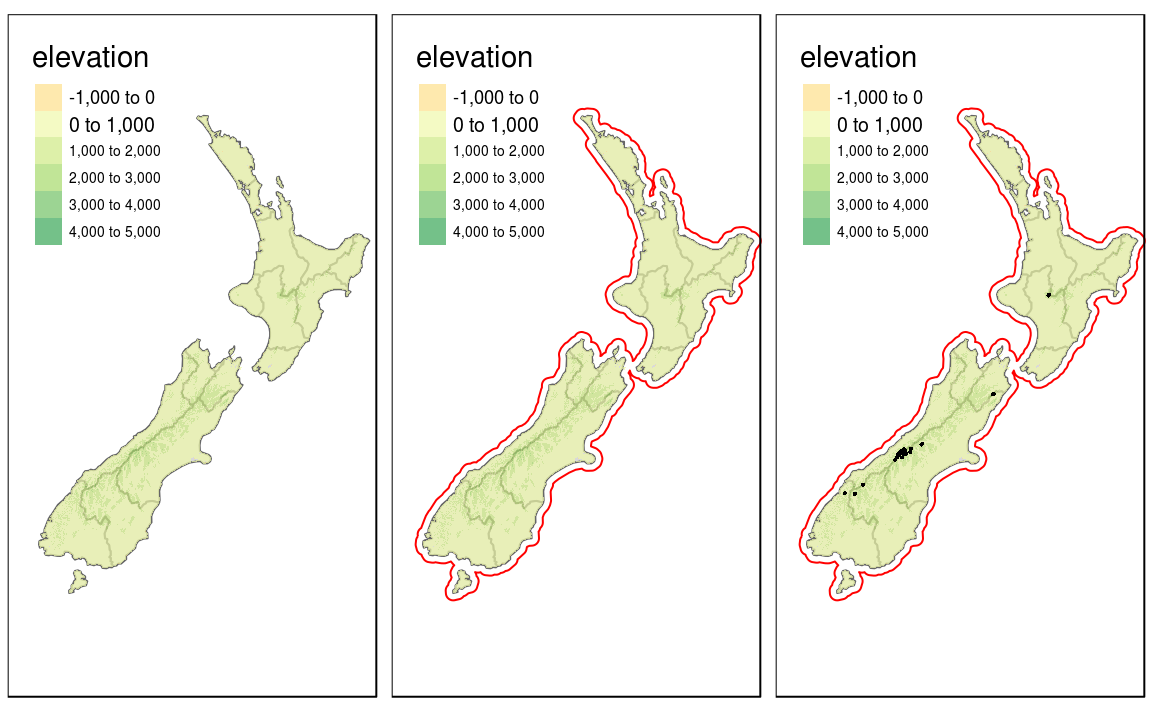 elevation
-1,000 to 0
0 to 1,000
1,000 to 2,000
2,000 to 3,000
3,000 to 4,000
4,000 to 5,000
elevation
-1,000 to 0
0 to 1,000
1,000 to 2,000
2,000 to 3,000
3,000 to 4,000
4,000 to 5,000
elevation
-1,000 to 0
0 to 1,000
1,000 to 2,000
2,000 to 3,000
3,000 to 4,000
4,000 to 5,000